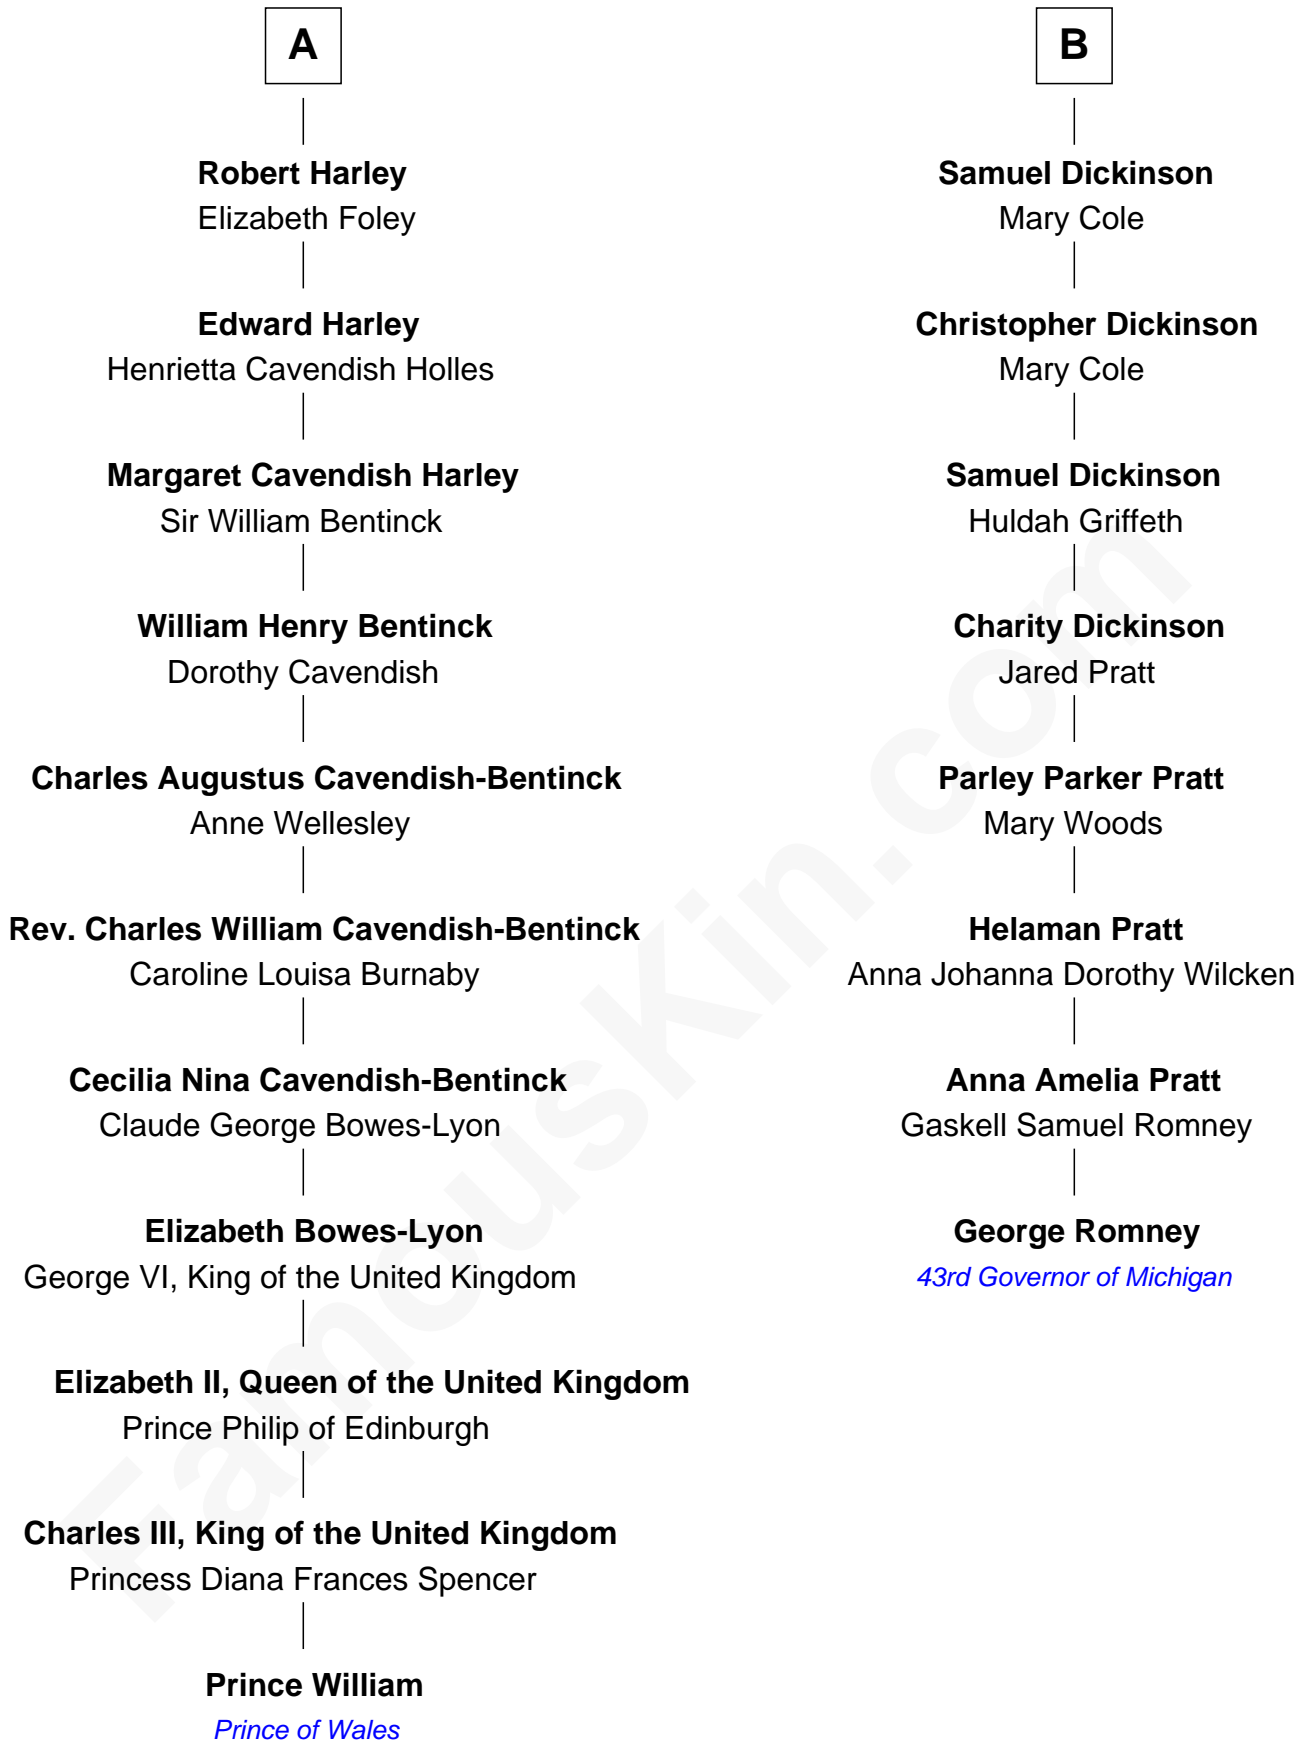 A
Robert Harley
Elizabeth Foley
Edward Harley
Henrietta Cavendish Holles
Margaret Cavendish Harley
Sir William Bentinck
William Henry Bentinck
Dorothy Cavendish
Charles Augustus Cavendish-Bentinck
Anne Wellesley
Rev. Charles William Cavendish-Bentinck
Caroline Louisa Burnaby
Cecilia Nina Cavendish-Bentinck
Claude George Bowes-Lyon
Elizabeth Bowes-Lyon
George VI, King of the United Kingdom
Elizabeth II, Queen of the United Kingdom
Prince Philip of Edinburgh
Charles III, King of the United Kingdom
Princess Diana Frances Spencer
Prince William
Prince of Wales
B
Samuel Dickinson
Mary Cole
Christopher Dickinson
Mary Cole
Samuel Dickinson
Huldah Griffeth
Charity Dickinson
Jared Pratt
Parley Parker Pratt
Mary Woods
Helaman Pratt
Anna Johanna Dorothy Wilcken
Anna Amelia Pratt
Gaskell Samuel Romney
George Romney
43rd Governor of Michigan
FamousKin.com